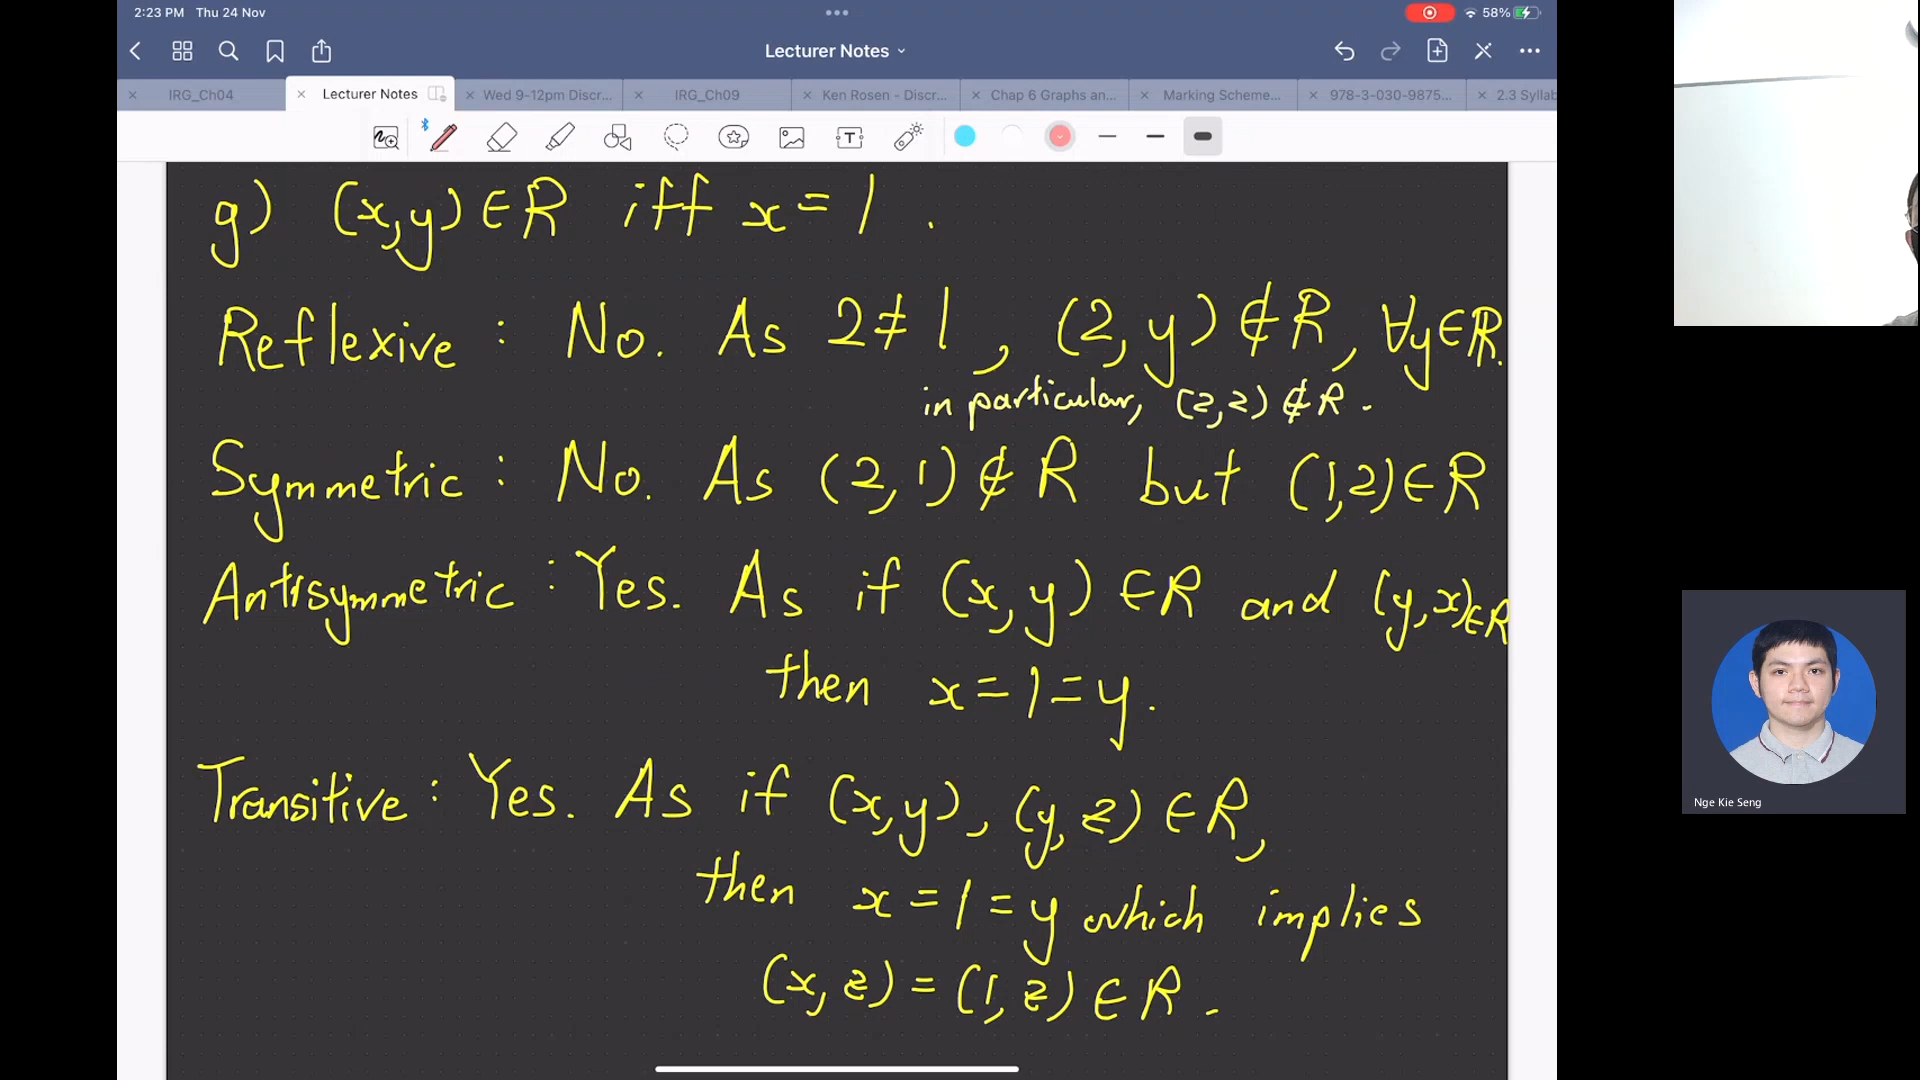 2:23 PM Thu 24 Nov
58%
Lecturer Notes
IRG_Ch04
Lecturer Notes
Wed 9-12pm Discr...
IRG_Ch09
Ken Rosen - Discr...
Chap 6 Graphs an...
Marking Scheme...
978-3-030-9875...
2.3 Syllab
g) (x,y) ∈ R iff x = 1 .
Reflexive : No. As 2 ≠ 1 , (2, y) ∉ R, ∀y∈ℝ.
in particular, (2,2) ∉ R .
Symmetric : No. As (2,1) ∉ R but (1,2) ∈ R
Antisymmetric : Yes. As if (x,y) ∈ R and (y,x) ∈ R
then x = 1 = y .
Transitive : Yes. As if (x,y), (y,z) ∈ R,
then x = 1 = y which implies
(x,z) = (1,z) ∈ R .
Nge Kie Seng